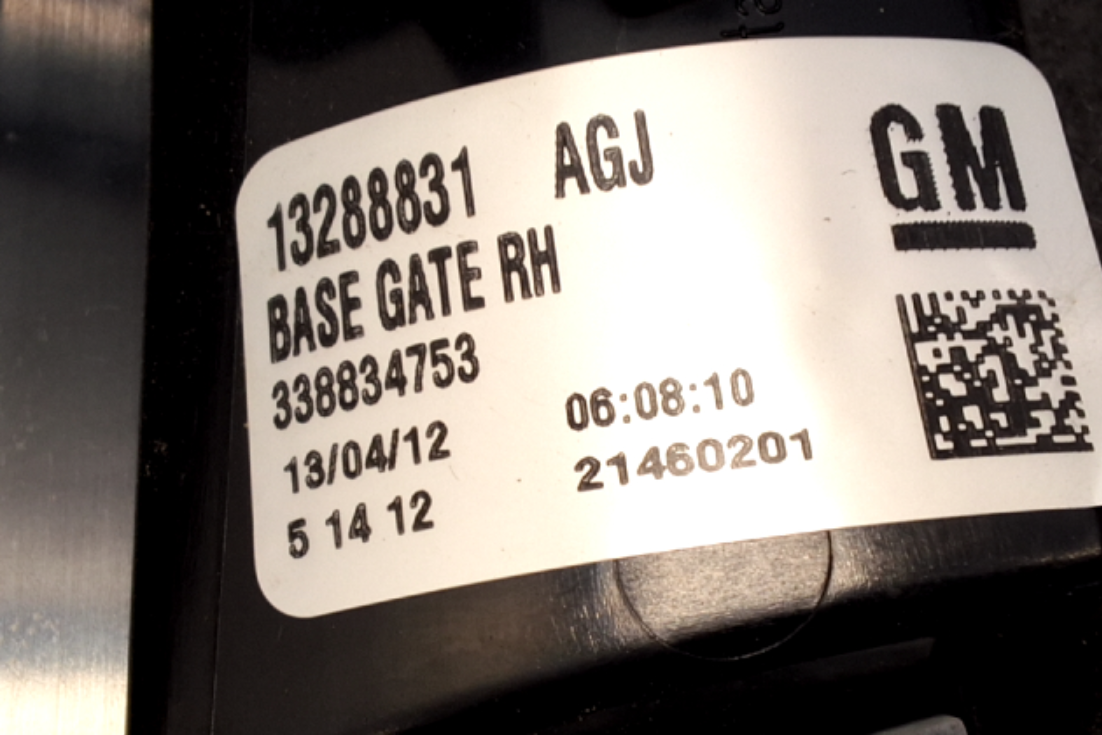 13288831 AGJ
GM
BASE GATE RH
338834753
13/04/12 06:08:10
5 14 12 21460201